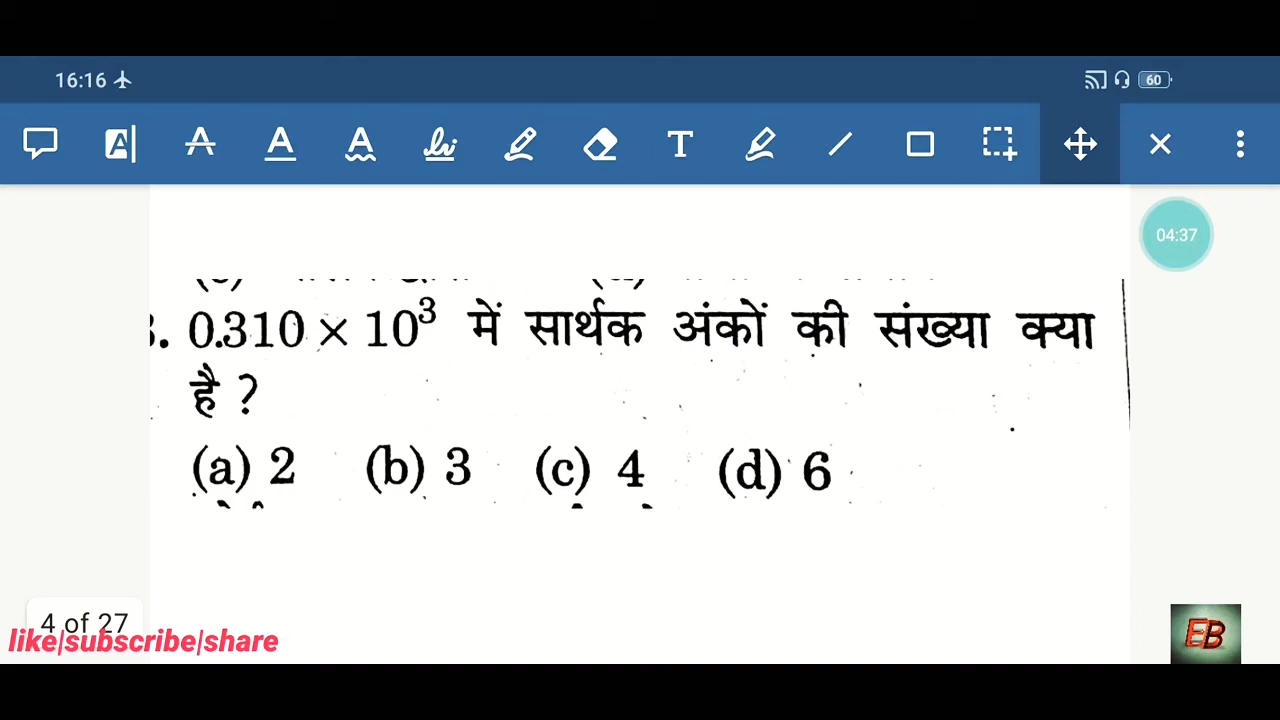 16:16
60
04:37
0.310 × 10³ में सार्थक अंकों की संख्या क्या
है ?
(a) 2 (b) 3 (c) 4 (d) 6
4 of 27
like|subscribe|share
EB